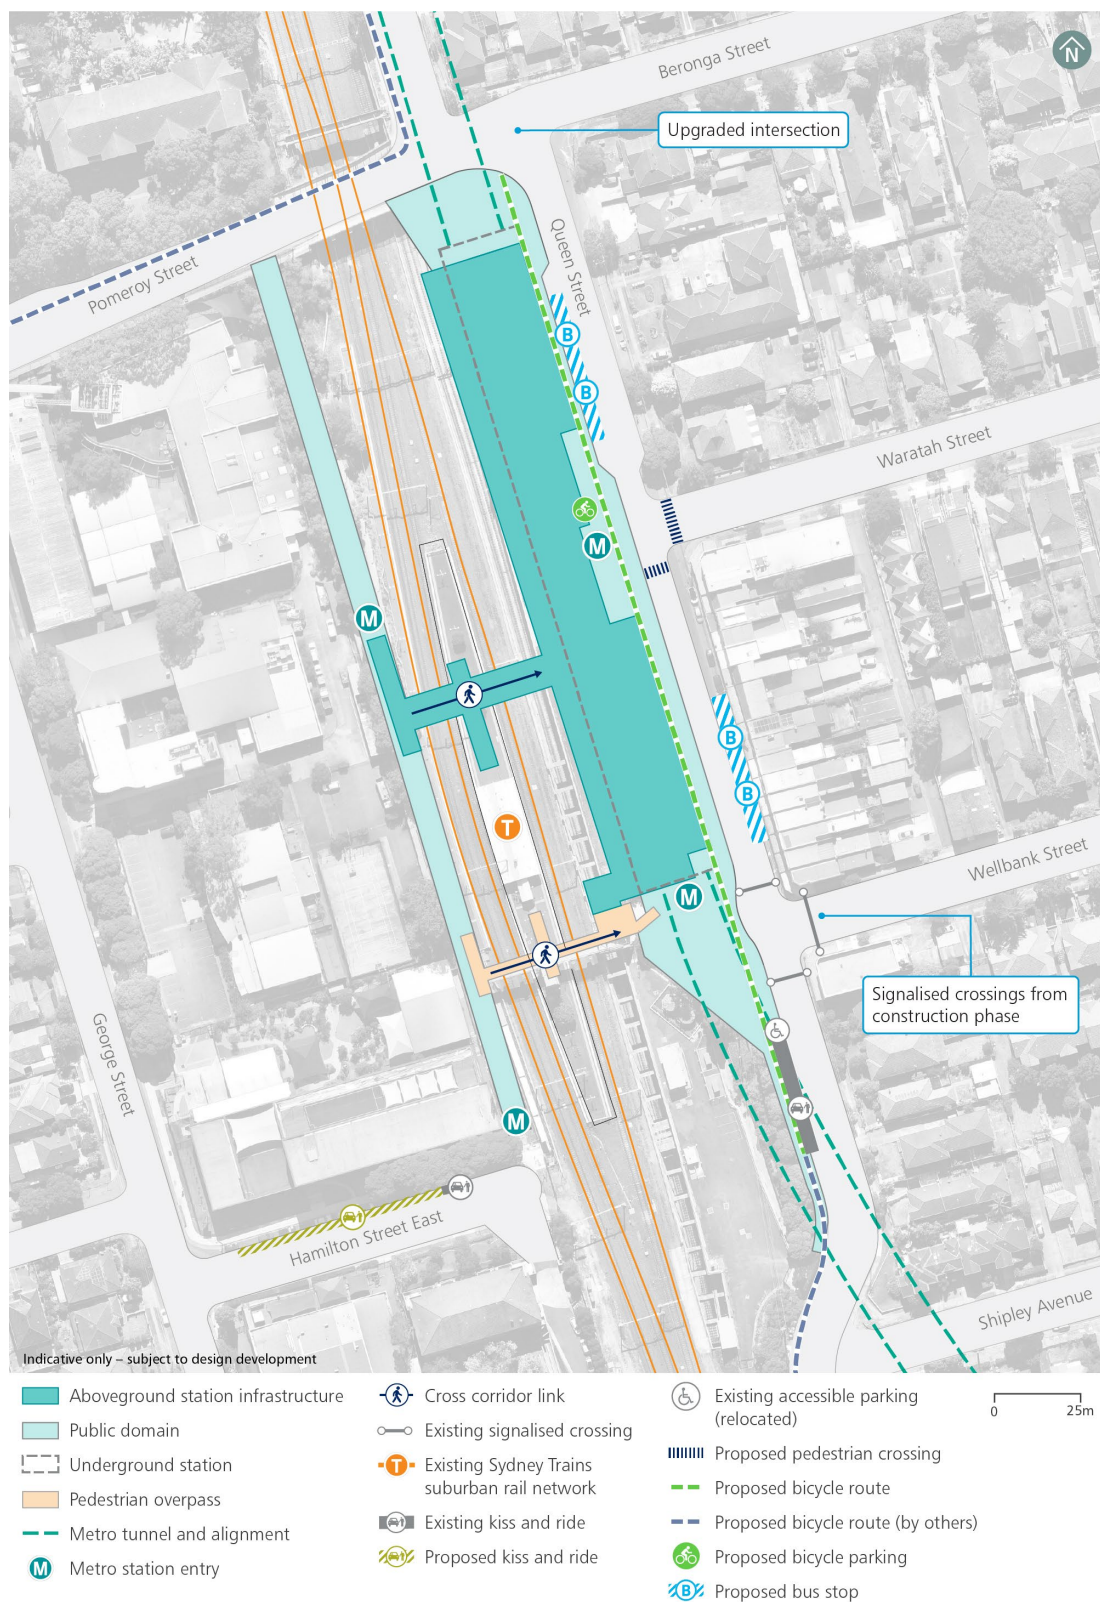 Beronga Street
N
Upgraded intersection
Queen Street
Pomeroy Street
B
B
Waratah Street
M
M
B
B
T
Wellbank Street
M
Signalised crossings from
construction phase
George Street
M
Hamilton Street East
Shipley Avenue
Indicative only – subject to design development
Aboveground station infrastructure
Public domain
Underground station
Pedestrian overpass
Metro tunnel and alignment
M Metro station entry
Cross corridor link
Existing signalised crossing
T Existing Sydney Trains
suburban rail network
Existing kiss and ride
Proposed kiss and ride
Existing accessible parking
(relocated)
Proposed pedestrian crossing
Proposed bicycle route
Proposed bicycle route (by others)
Proposed bicycle parking
B Proposed bus stop
0 25m